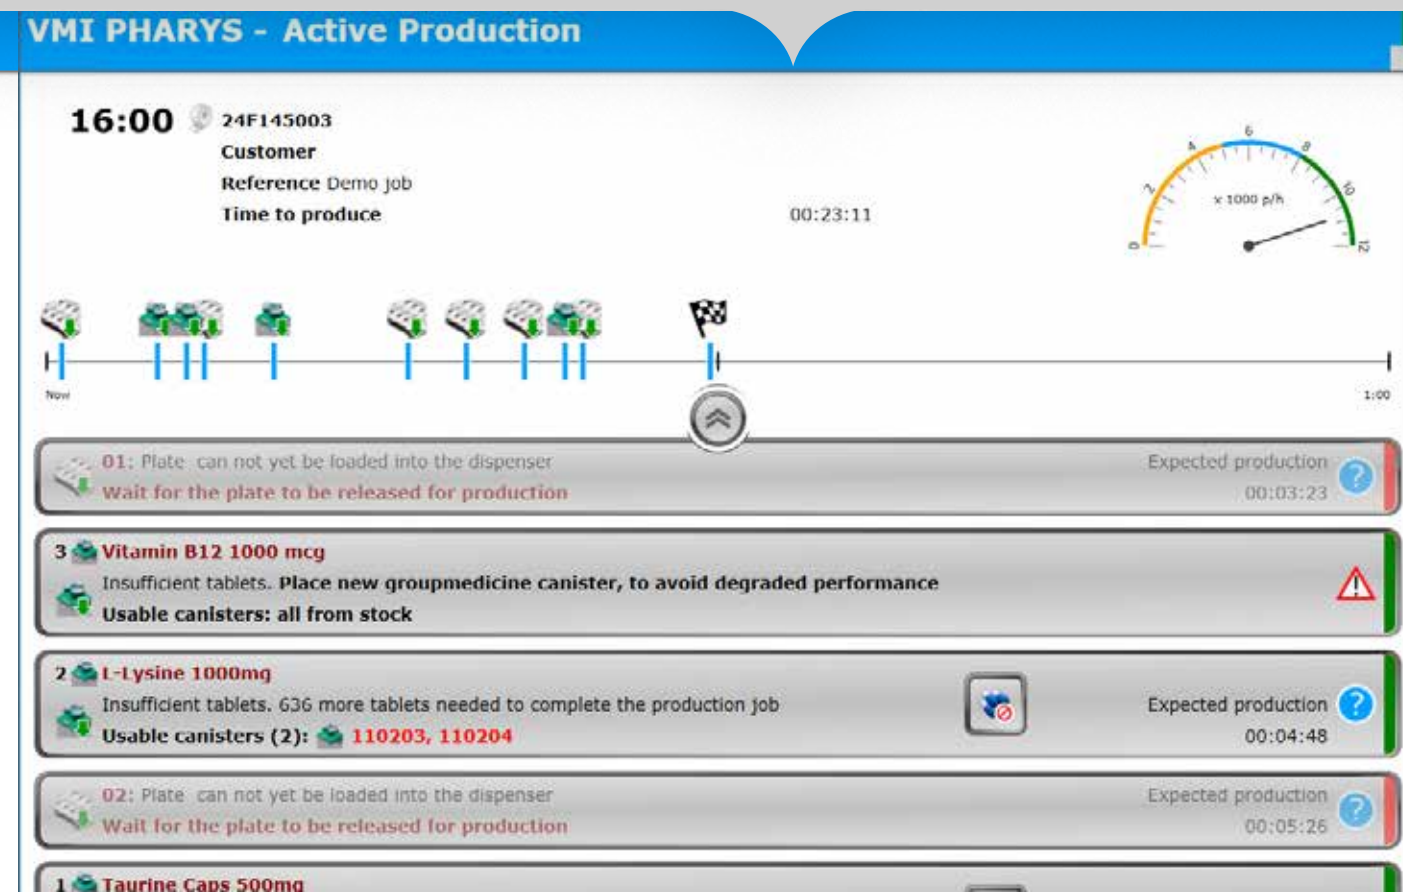 VMI PHARYS - Active Production
16:00
24F145003
Customer
Reference Demo job
Time to produce 00:23:11
0 2 4 6 8 10 12
x 1000 p/h
Now
1:00
01: Plate can not yet be loaded into the dispenser
Expected production
Wait for the plate to be released for production
00:03:23
3 Vitamin B12 1000 mcg
Insufficient tablets. Place new groupmedicine canister, to avoid degraded performance
Usable canisters: all from stock
2 L-Lysine 1000mg
Insufficient tablets. 636 more tablets needed to complete the production job
Expected production
Usable canisters (2): 110203, 110204
00:04:48
02: Plate can not yet be loaded into the dispenser
Expected production
Wait for the plate to be released for production
00:05:26
1 Taurine Caps 500mg